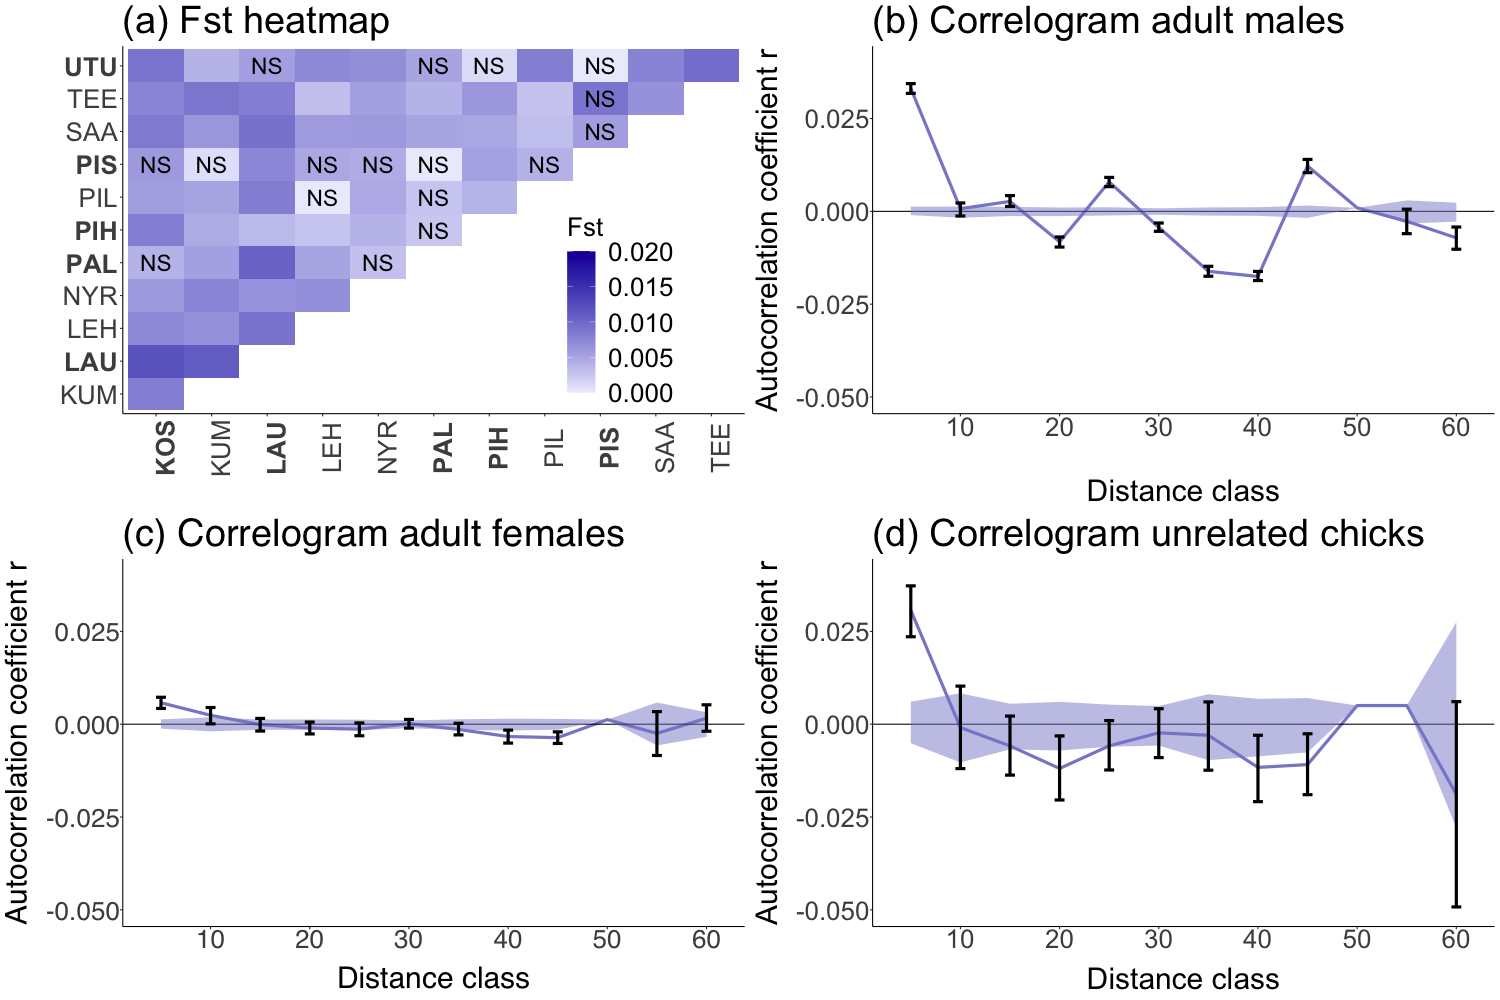 (a) Fst heatmap
UTU NS NS NS NS
TEE NS
SAA NS
PIS NS NS NS NS NS NS
PIL NS NS
PIH NS
PAL NS NS
NYR
LEH
LAU
KUM
KOS KUM LAU LEH NYR PAL PIH PIL PIS SAA TEE
Fst
0.020
0.015
0.010
0.005
0.000
(b) Correlogram adult males
Autocorrelation coefficient r
0.025
0.000
-0.025
-0.050
10 20 30 40 50 60
Distance class
(c) Correlogram adult females
Autocorrelation coefficient r
0.025
0.000
-0.025
-0.050
10 20 30 40 50 60
Distance class
(d) Correlogram unrelated chicks
Autocorrelation coefficient r
0.025
0.000
-0.025
-0.050
10 20 30 40 50 60
Distance class